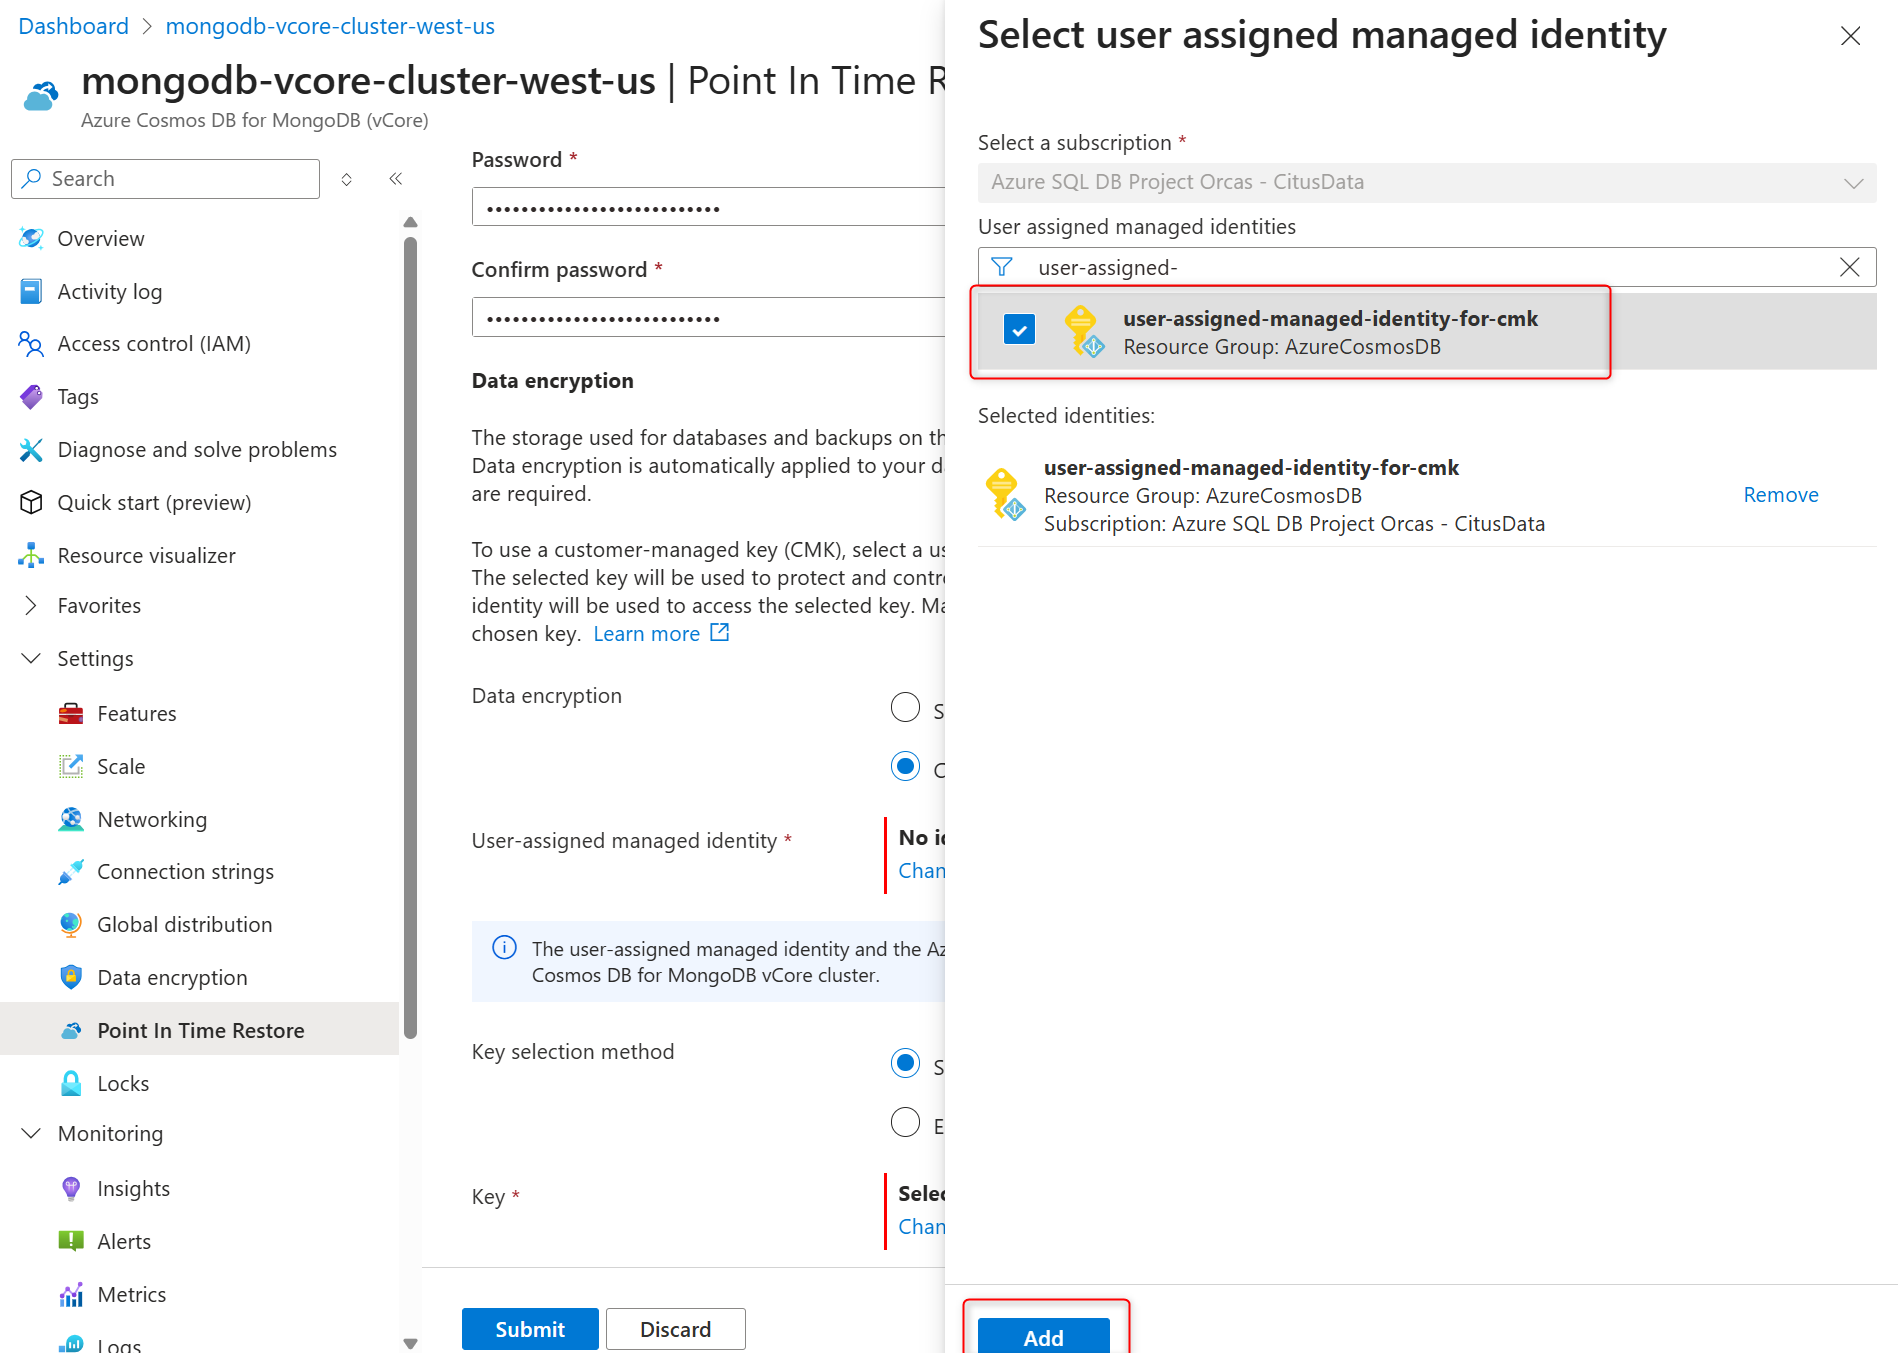 Dashboard > mongodb-vcore-cluster-west-us
mongodb-vcore-cluster-west-us | Point In Time R
Azure Cosmos DB for MongoDB (vCore)
Search
Overview
Activity log
Access control (IAM)
Tags
Diagnose and solve problems
Quick start (preview)
Resource visualizer
Favorites
Settings
Features
Scale
Networking
Connection strings
Global distribution
Data encryption
Point In Time Restore
Locks
Monitoring
Insights
Alerts
Metrics
Logs
Password *
•••••••••••••••••••••••••••
Confirm password *
•••••••••••••••••••••••••••
Data encryption
The storage used for databases and backups on th
Data encryption is automatically applied to your d
are required.
To use a customer-managed key (CMK), select a us
The selected key will be used to protect and contr
identity will be used to access the selected key. Ma
chosen key. Learn more
Data encryption
S
C
User-assigned managed identity *
No i
Chan
The user-assigned managed identity and the Az
Cosmos DB for MongoDB vCore cluster.
Key selection method
S
E
Key *
Selec
Chan
Submit
Discard
Select user assigned managed identity
Select a subscription *
Azure SQL DB Project Orcas - CitusData
User assigned managed identities
user-assigned-
user-assigned-managed-identity-for-cmk
Resource Group: AzureCosmosDB
Selected identities:
user-assigned-managed-identity-for-cmk
Resource Group: AzureCosmosDB
Subscription: Azure SQL DB Project Orcas - CitusData
Remove
Add